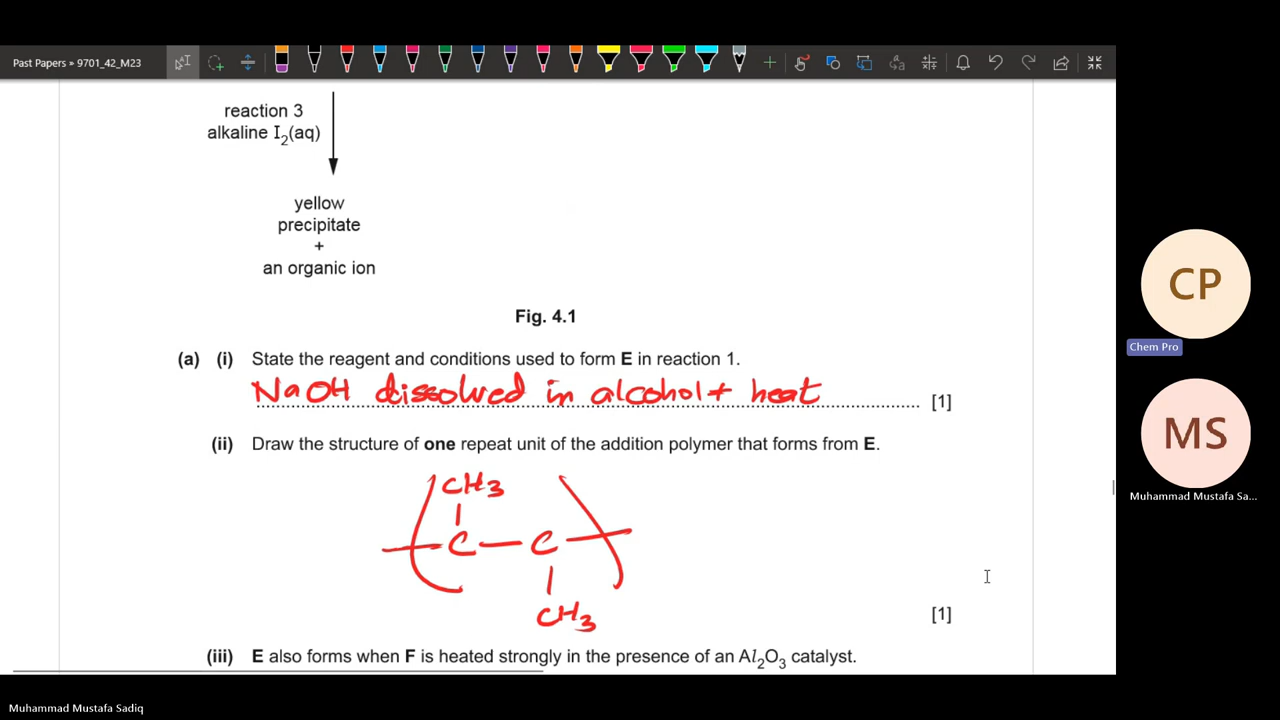 Past Papers » 9701_42_M23
reaction 3
alkaline I2(aq)
yellow
precipitate
+
an organic ion
CP
Chem Pro
Fig. 4.1
(a) (i) State the reagent and conditions used to form E in reaction 1.
NaOH dissolved in alcohol + heat
[1]
(ii) Draw the structure of one repeat unit of the addition polymer that forms from E.
MS
CH3
Muhammad Mustafa Sa...
C C
CH3
[1]
(iii) E also forms when F is heated strongly in the presence of an Al2O3 catalyst.
Muhammad Mustafa Sadiq